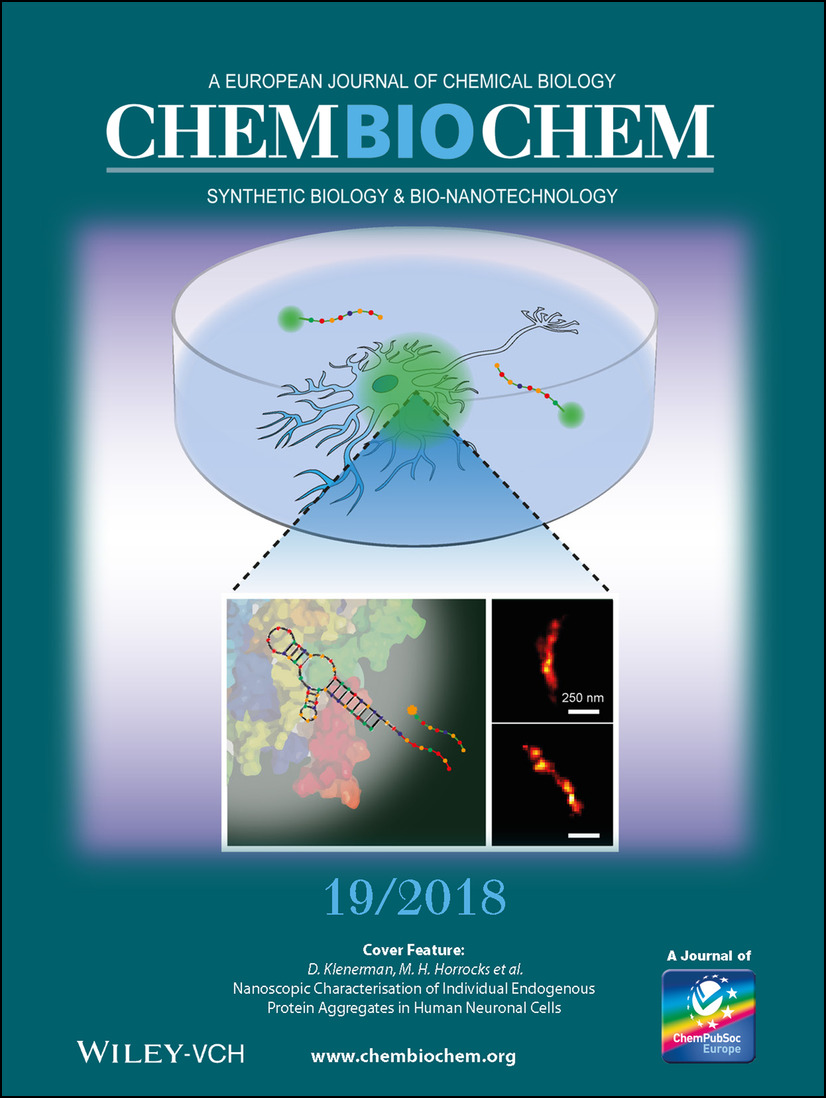 A EUROPEAN JOURNAL OF CHEMICAL BIOLOGY
CHEMBIOCHEM
SYNTHETIC BIOLOGY & BIO-NANOTECHNOLOGY
250 nm
19/2018
Cover Feature:
D. Klenerman, M. H. Horrocks et al.
Nanoscopic Characterisation of Individual Endogenous
Protein Aggregates in Human Neuronal Cells
A Journal of
ChemPubSoc
Europe
WILEY-VCH
www.chembiochem.org